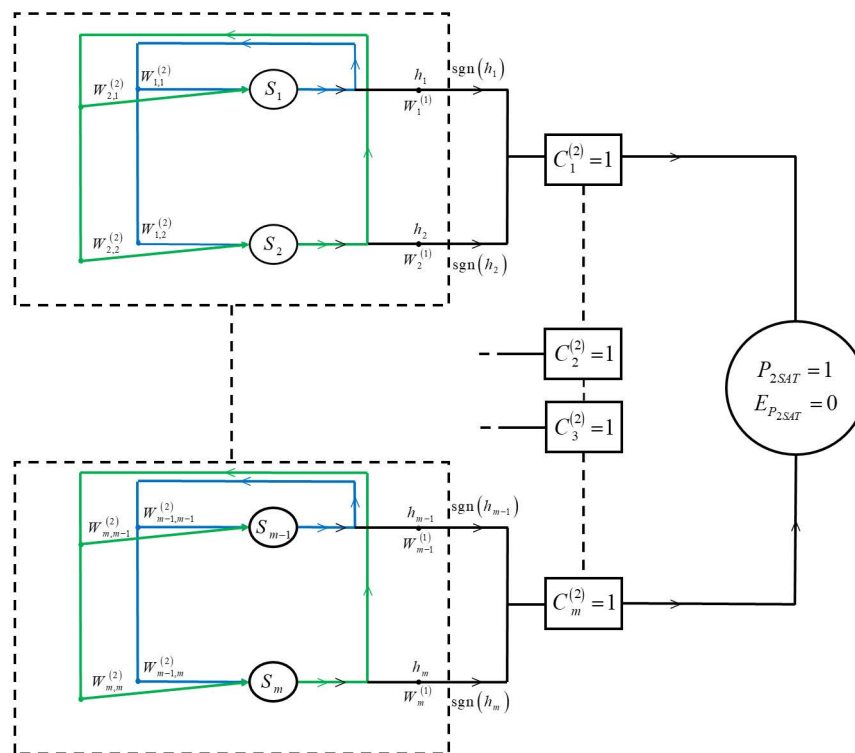 W_{2,1}^{(2)} W_{1,1}^{(2)} S_1 h_1 sgn(h_1)
W_1^{(1)}
C_1^{(2)}=1
W_{2,2}^{(2)} W_{1,2}^{(2)} S_2 h_2
W_2^{(1)} sgn(h_2)
C_2^{(2)}=1
P_{2SAT}=1
E_{P_{2SAT}}=0
C_3^{(2)}=1
W_{m,m-1}^{(2)} W_{m-1,m-1}^{(2)} S_{m-1} h_{m-1} sgn(h_{m-1})
W_{m-1}^{(1)}
C_m^{(2)}=1
W_{m,m}^{(2)} W_{m-1,m}^{(2)} S_m h_m
W_m^{(1)} sgn(h_m)